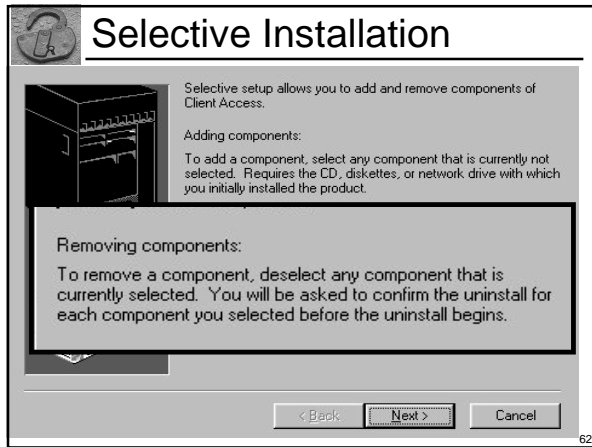 Selective Installation
Selective setup allows you to add and remove components of
Client Access.
Adding components:
To add a component, select any component that is currently not
selected. Requires the CD, diskettes, or network drive with which
you initially installed the product.
Removing components:
To remove a component, deselect any component that is
currently selected. You will be asked to confirm the uninstall for
each component you selected before the uninstall begins.
< Back
Next >
Cancel
62